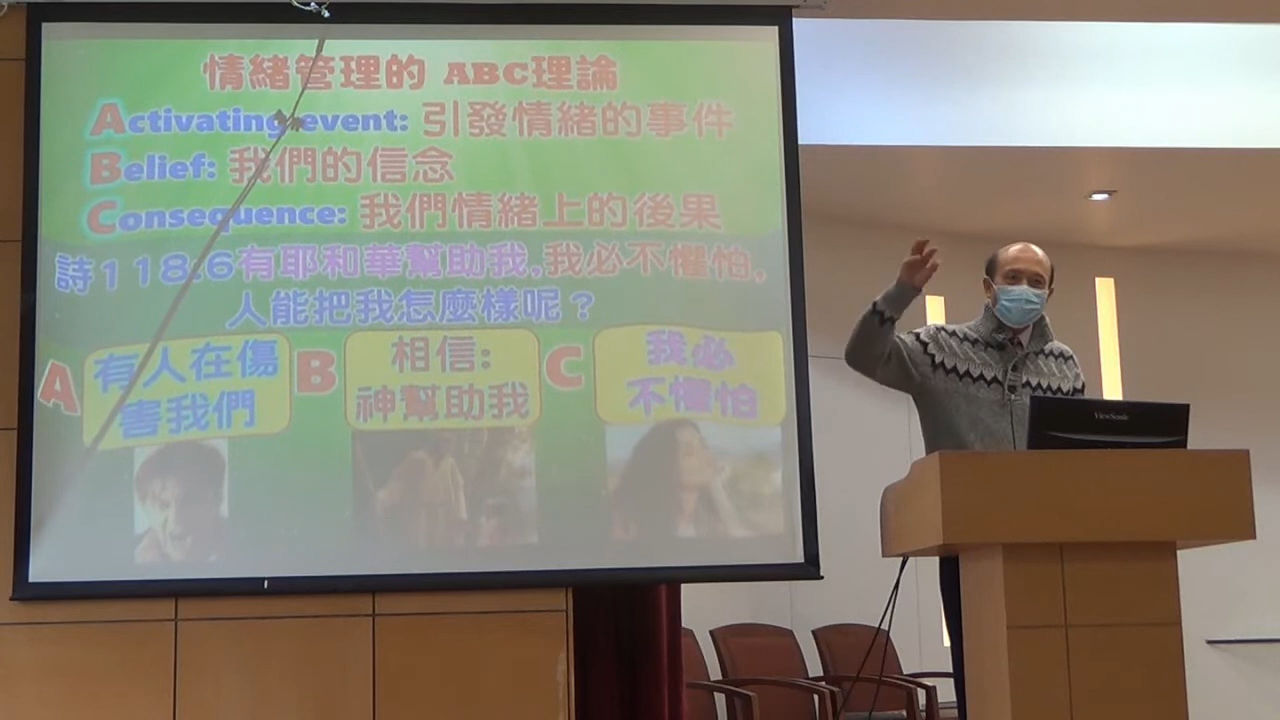 情緒管理的 ABC理論
Activating event: 引發情緒的事件
Belief: 我們的信念
Consequence: 我們情緒上的後果
詩118:6有耶和華幫助我,我必不懼怕,
人能把我怎麼樣呢？
A 有人在傷
害我們
B 相信:
神幫助我
C 我必
不懼怕
ViewSonic